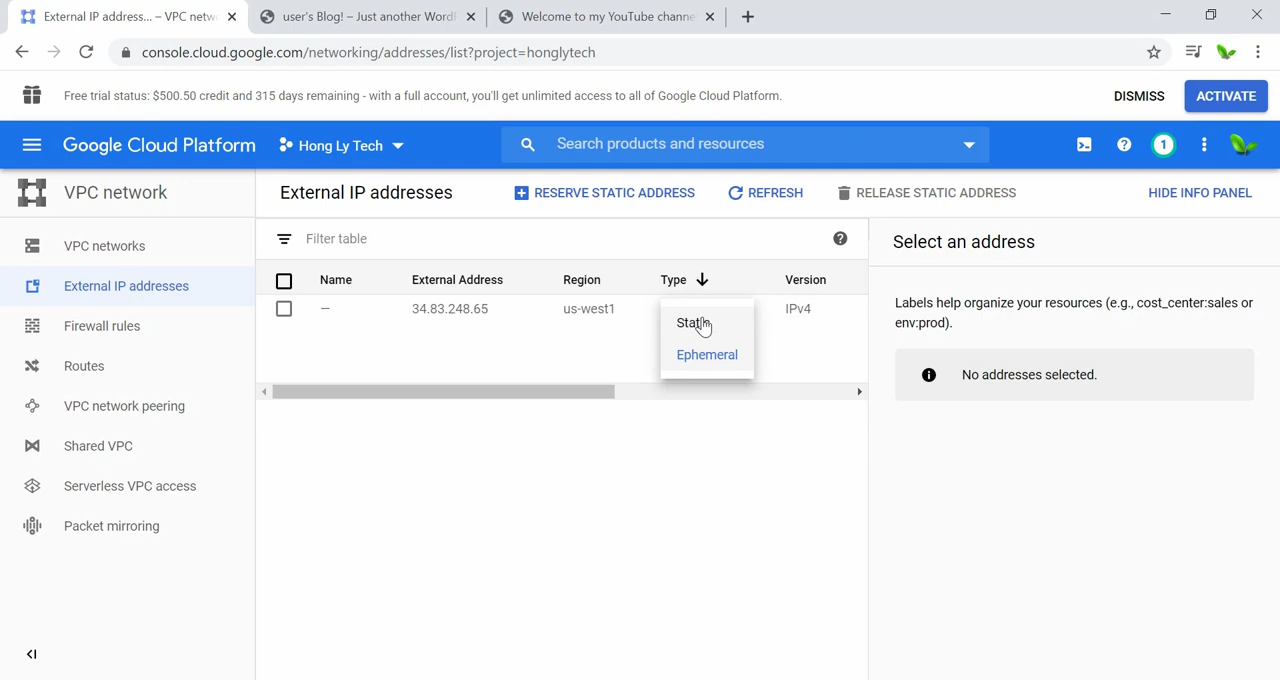 External IP address... – VPC netw
user's Blog! – Just another Word
Welcome to my YouTube channe
console.cloud.google.com/networking/addresses/list?project=honglytech
Free trial status: $500.50 credit and 315 days remaining - with a full account, you'll get unlimited access to all of Google Cloud Platform.
DISMISS
ACTIVATE
Google Cloud Platform
Hong Ly Tech
Search products and resources
1
VPC network
External IP addresses
RESERVE STATIC ADDRESS
REFRESH
RELEASE STATIC ADDRESS
HIDE INFO PANEL
VPC networks
External IP addresses
Firewall rules
Routes
VPC network peering
Shared VPC
Serverless VPC access
Packet mirroring
Filter table
Name External Address Region Type Version
— 34.83.248.65 us-west1 IPv4
Static
Ephemeral
Select an address
Labels help organize your resources (e.g., cost_center:sales or
env:prod).
No addresses selected.